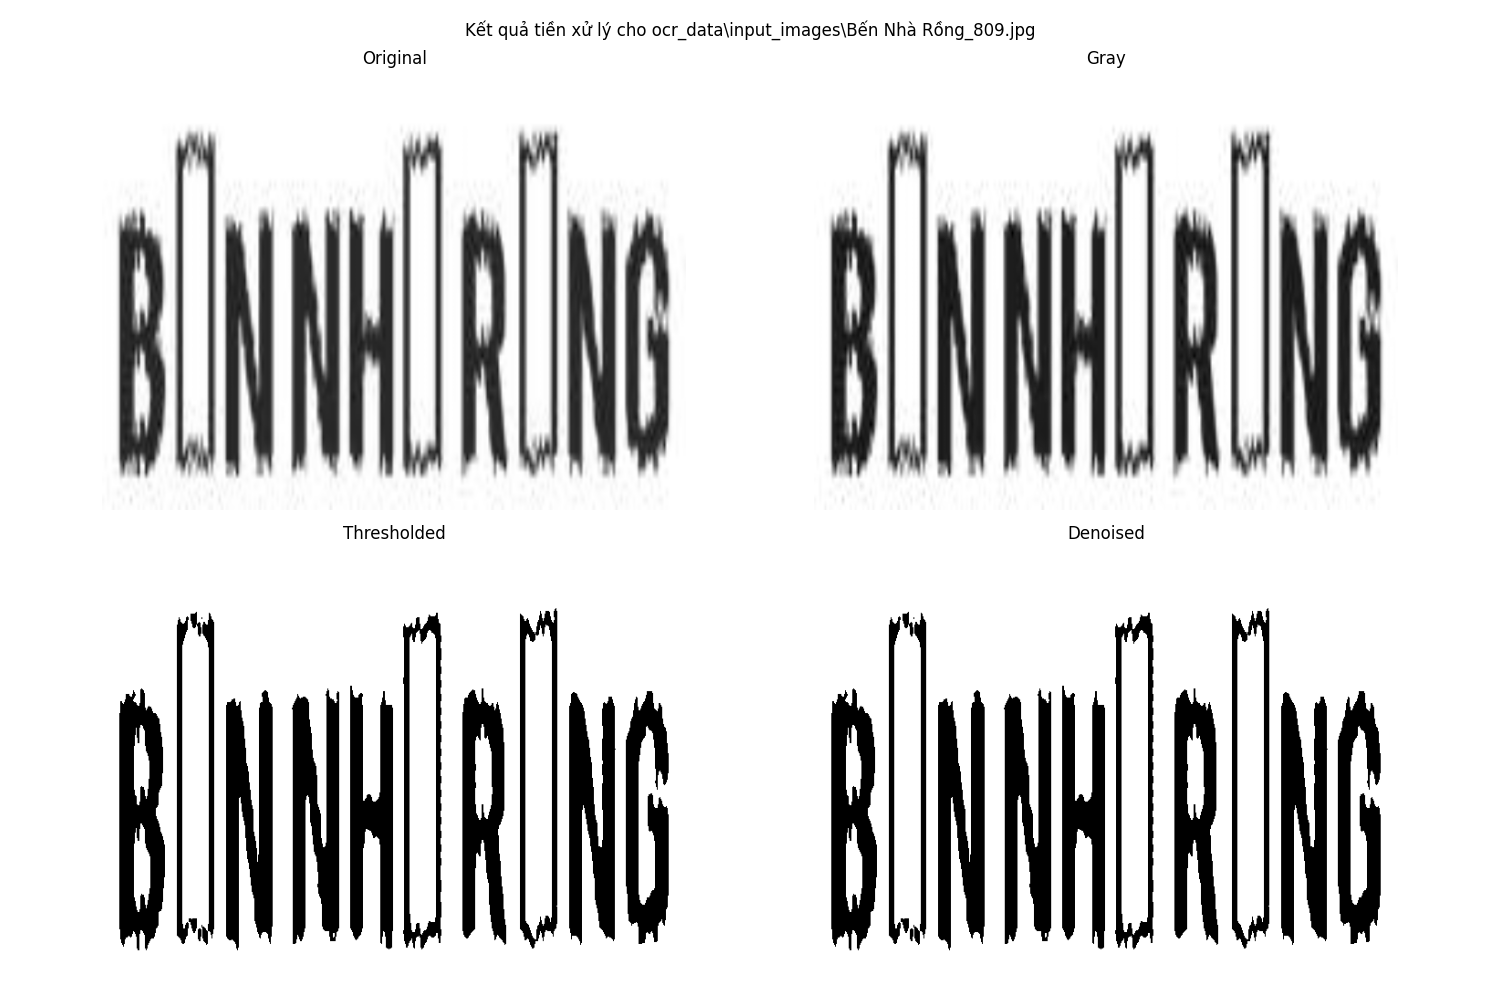 Kết quả tiền xử lý cho ocr_data\input_images\Bến Nhà Rồng_809.jpg
Original
Gray
B▯N NH▯ R▯NG
B▯N NH▯ R▯NG
Thresholded
Denoised
B▯N NH▯ R▯NG
B▯N NH▯ R▯NG